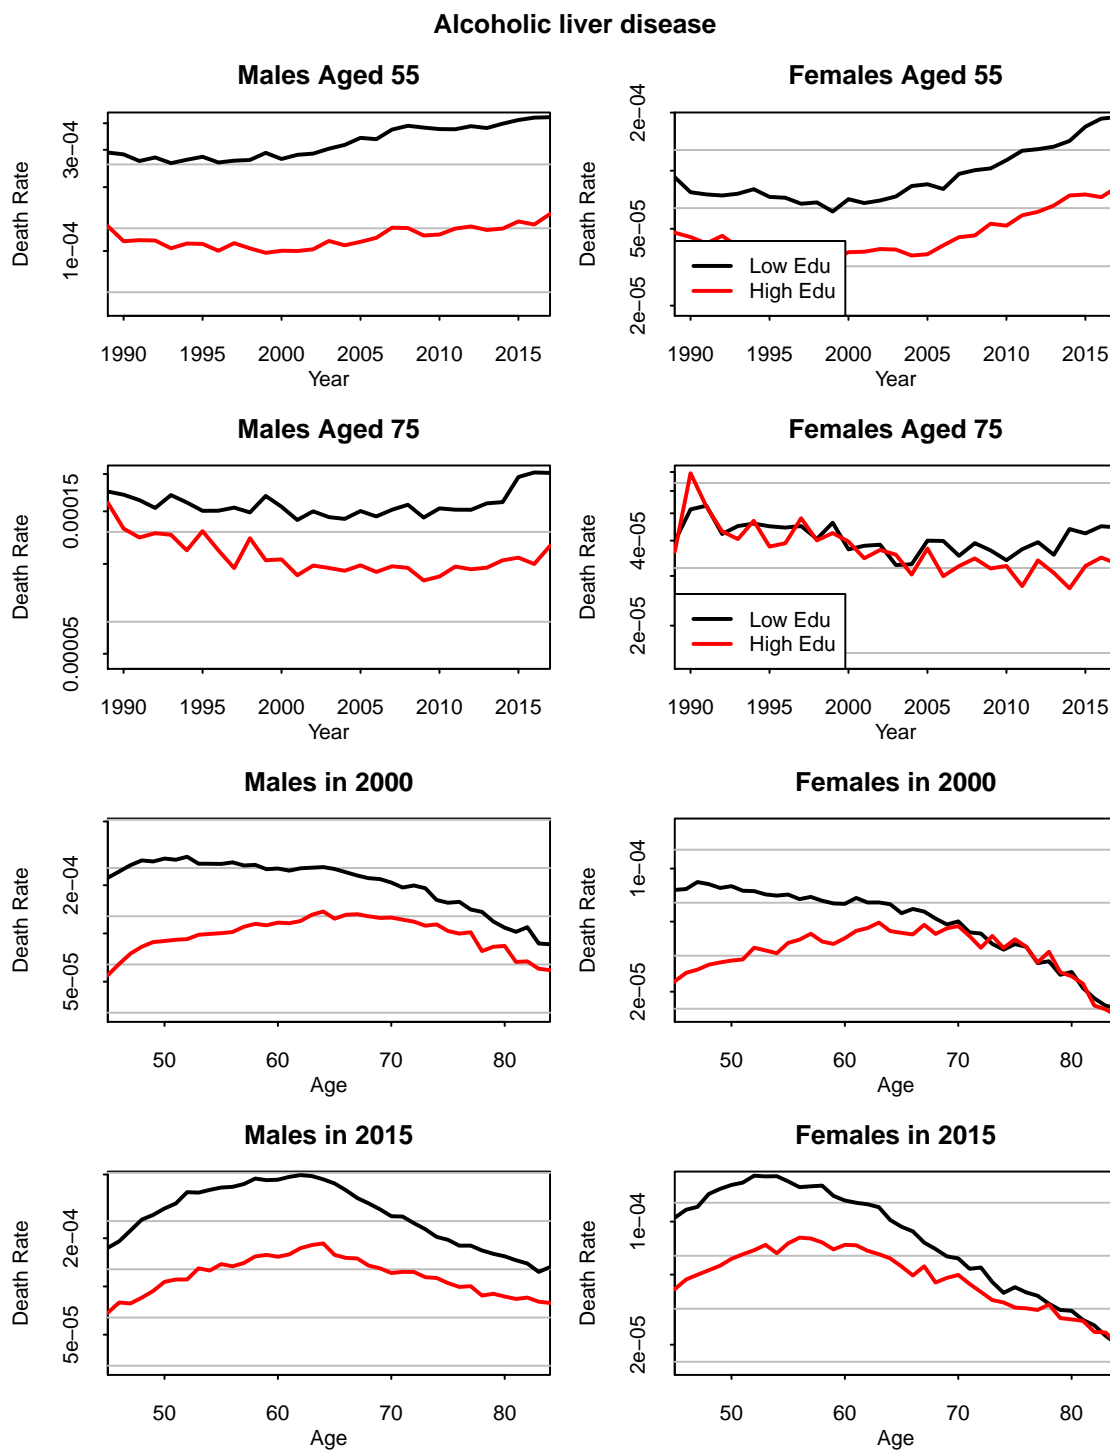 Alcoholic liver disease
Males Aged 55
Females Aged 55
Death Rate
1e−04
3e−04
1990 1995 2000 2005 2010 2015
Year
Death Rate
2e−05
5e−05
2e−04
Low Edu
High Edu
1990 1995 2000 2005 2010 2015
Year
Males Aged 75
Females Aged 75
Death Rate
0.00005
0.00015
1990 1995 2000 2005 2010 2015
Year
Death Rate
2e−05
4e−05
Low Edu
High Edu
1990 1995 2000 2005 2010 2015
Year
Males in 2000
Females in 2000
Death Rate
5e−05
2e−04
50 60 70 80
Age
Death Rate
2e−05
1e−04
50 60 70 80
Age
Males in 2015
Females in 2015
Death Rate
5e−05
2e−04
50 60 70 80
Age
Death Rate
2e−05
1e−04
50 60 70 80
Age